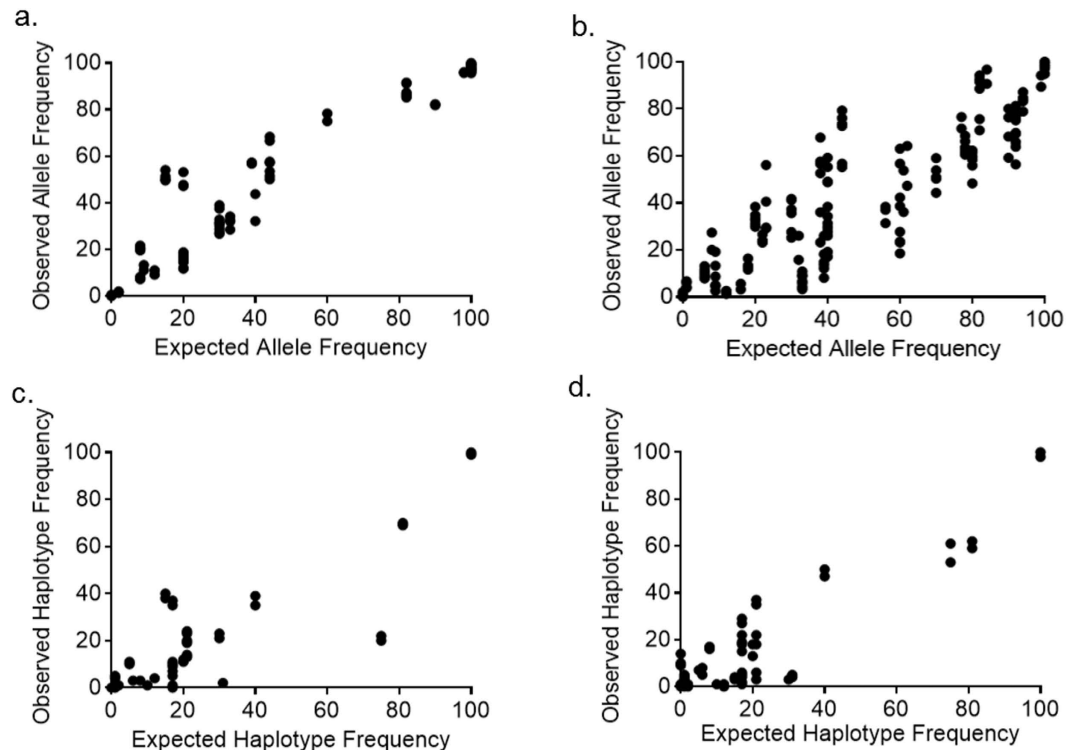 a.
100
80
60
40
20
0
Observed Allele Frequency
0 20 40 60 80 100
Expected Allele Frequency
b.
100
80
60
40
20
0
Observed Allele Frequency
0 20 40 60 80 100
Expected Allele Frequency
c.
100
80
60
40
20
0
Observed Haplotype Frequency
0 20 40 60 80 100
Expected Haplotype Frequency
d.
100
80
60
40
20
0
Observed Haplotype Frequency
0 20 40 60 80 100
Expected Haplotype Frequency